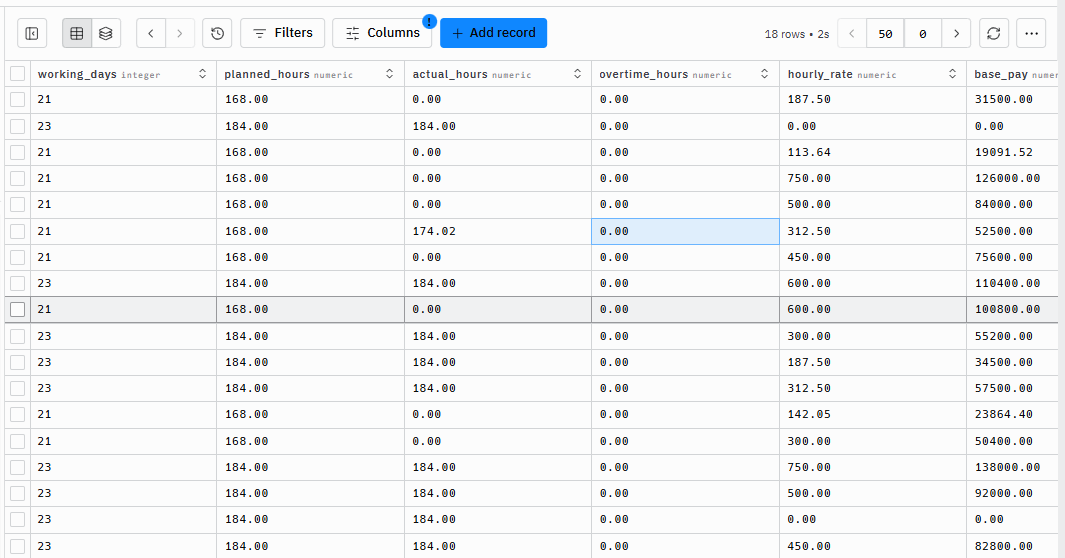 Filters Columns ! + Add record 18 rows • 2s 50 0
working_days integer planned_hours numeric actual_hours numeric overtime_hours numeric hourly_rate numeric base_pay numer
21 168.00 0.00 0.00 187.50 31500.00
23 184.00 184.00 0.00 0.00 0.00
21 168.00 0.00 0.00 113.64 19091.52
21 168.00 0.00 0.00 750.00 126000.00
21 168.00 0.00 0.00 500.00 84000.00
21 168.00 174.02 0.00 312.50 52500.00
21 168.00 0.00 0.00 450.00 75600.00
23 184.00 184.00 0.00 600.00 110400.00
21 168.00 0.00 0.00 600.00 100800.00
23 184.00 184.00 0.00 300.00 55200.00
23 184.00 184.00 0.00 187.50 34500.00
23 184.00 184.00 0.00 312.50 57500.00
21 168.00 0.00 0.00 142.05 23864.40
21 168.00 0.00 0.00 300.00 50400.00
23 184.00 184.00 0.00 750.00 138000.00
23 184.00 184.00 0.00 500.00 92000.00
23 184.00 184.00 0.00 0.00 0.00
23 184.00 184.00 0.00 450.00 82800.00